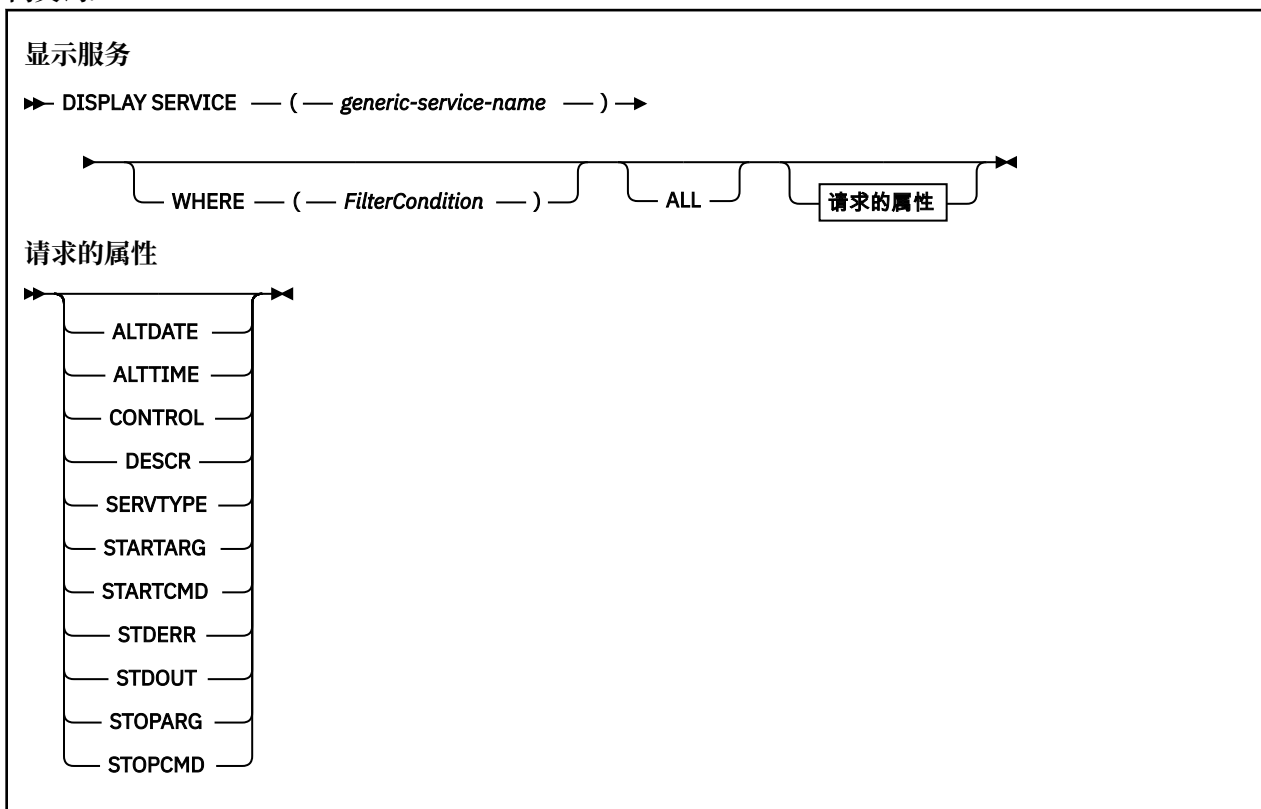 显示服务
DISPLAY SERVICE ( generic-service-name )
WHERE ( FilterCondition ) ALL 请求的属性
请求的属性
ALTDATE
ALTTIME
CONTROL
DESCR
SERVTYPE
STARTARG
STARTCMD
STDERR
STDOUT
STOPARG
STOPCMD